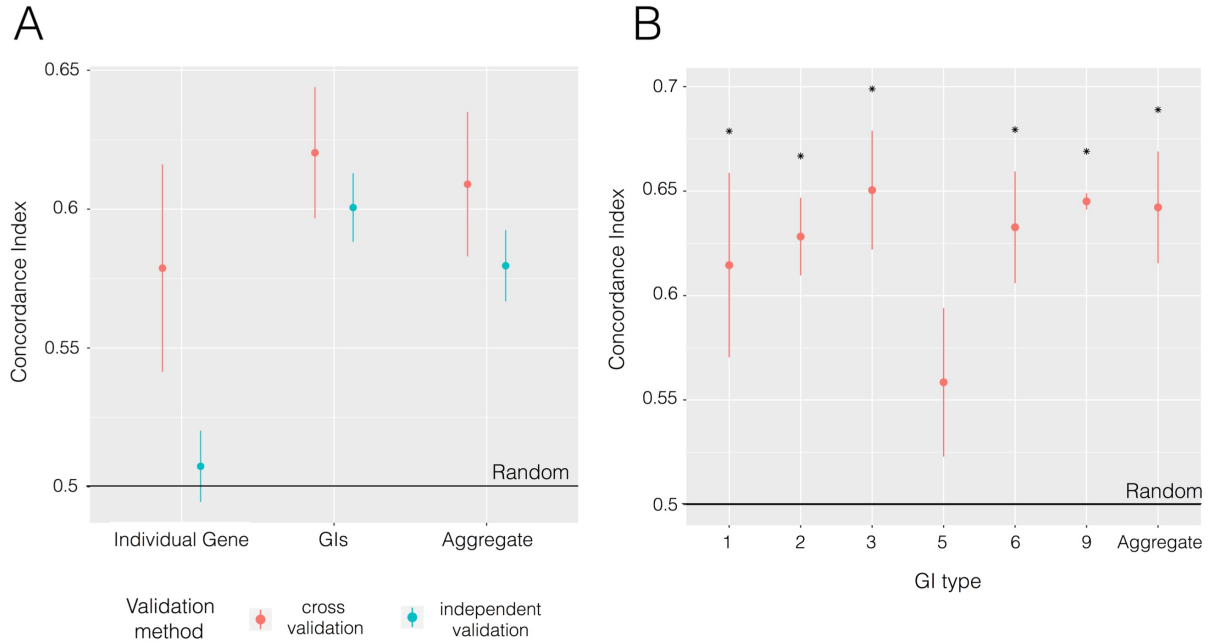 A
Concordance Index
0.65
0.6
0.55
0.5
Random
Individual Gene
GIs
Aggregate
Validation
method
cross
validation
independent
validation
B
Concordance Index
0.7
0.65
0.6
0.55
0.5
*
*
*
*
*
*
Random
1
2
3
5
6
9
Aggregate
GI type